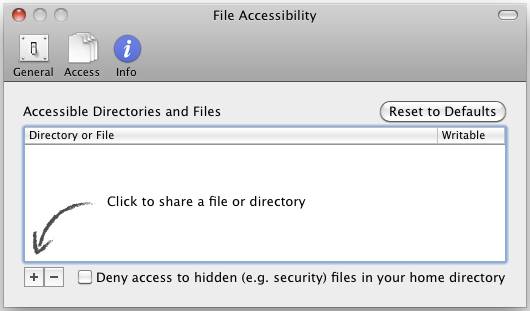 File Accessibility
General Access Info
Accessible Directories and Files Reset to Defaults
Directory or File Writable
Click to share a file or directory
+ − Deny access to hidden (e.g. security) files in your home directory